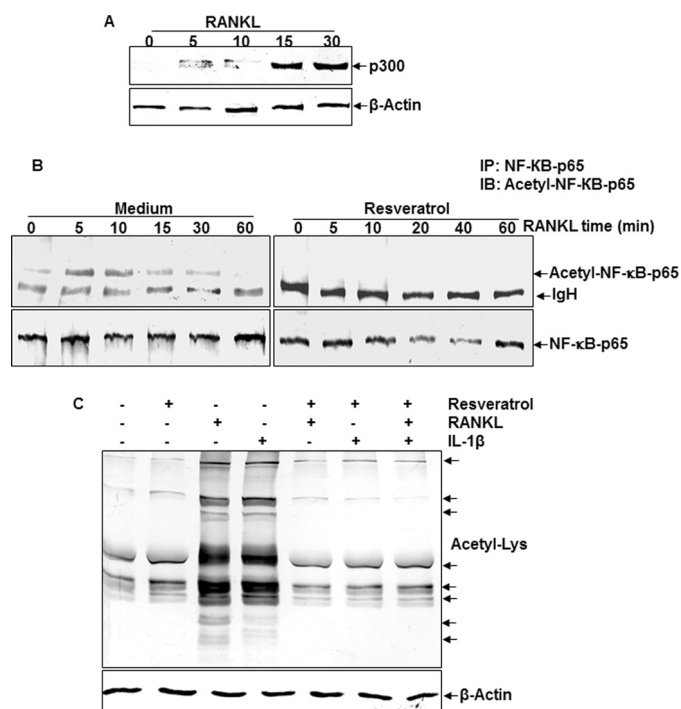 A
RANKL
0 5 10 15 30
p300
β-Actin
B
IP: NF-KB-p65
IB: Acetyl-NF-KB-p65
Medium
Resveratrol
0 5 10 15 30 60
0 5 10 20 40 60 RANKL time (min)
Acetyl-NF-κB-p65
IgH
NF-κB-p65
C
- + - - + + + Resveratrol
- - + - + - + RANKL
- - - + - + + IL-1β
Acetyl-Lys
β-Actin